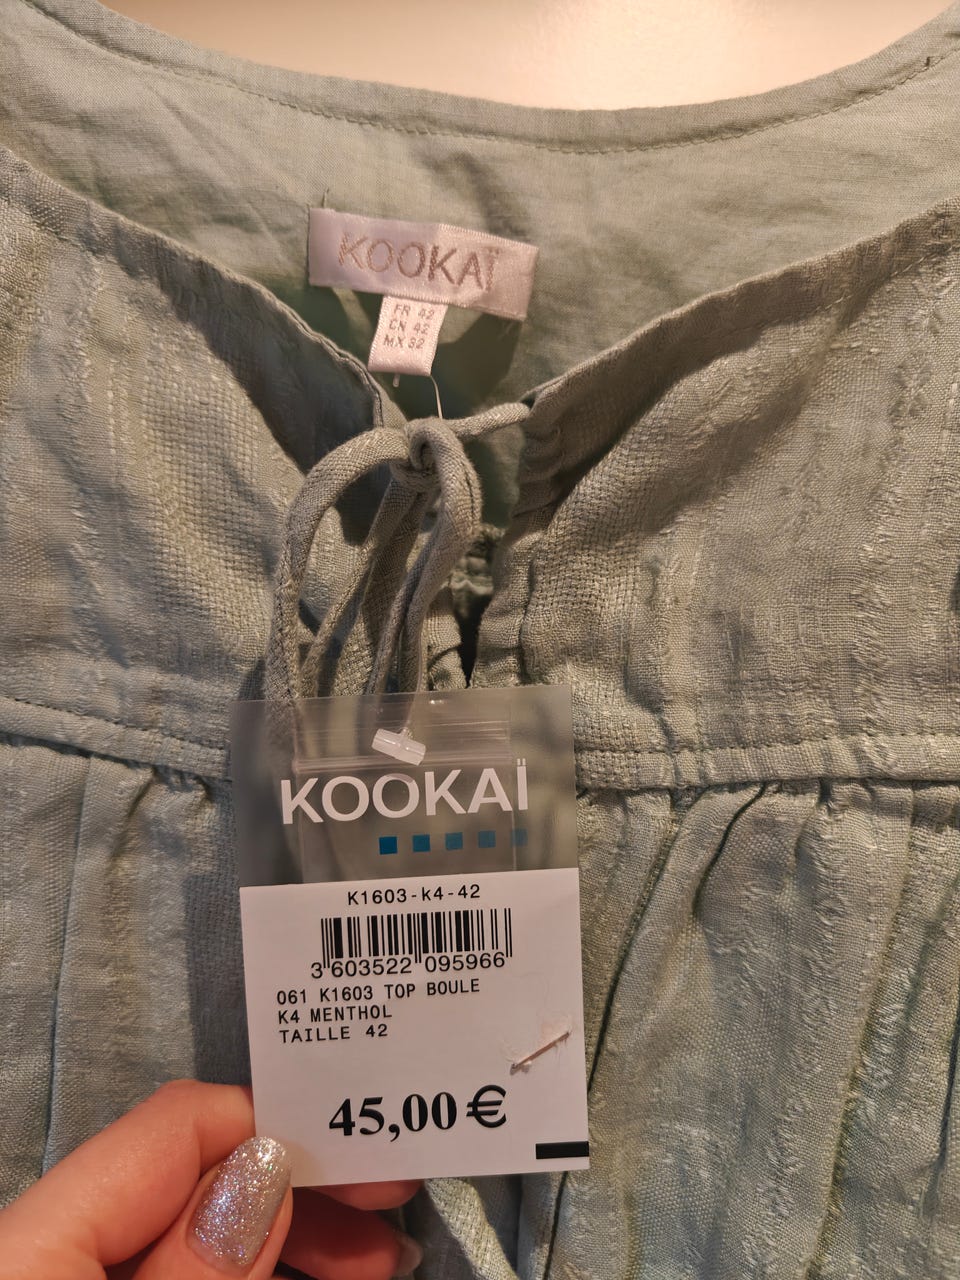 KOOKAÏ
FR 42
CN 42
MX 32
KOOKAÏ
K1603-K4-42
3 603522 095966
061 K1603 TOP BOULE
K4 MENTHOL
TAILLE 42
45,00€